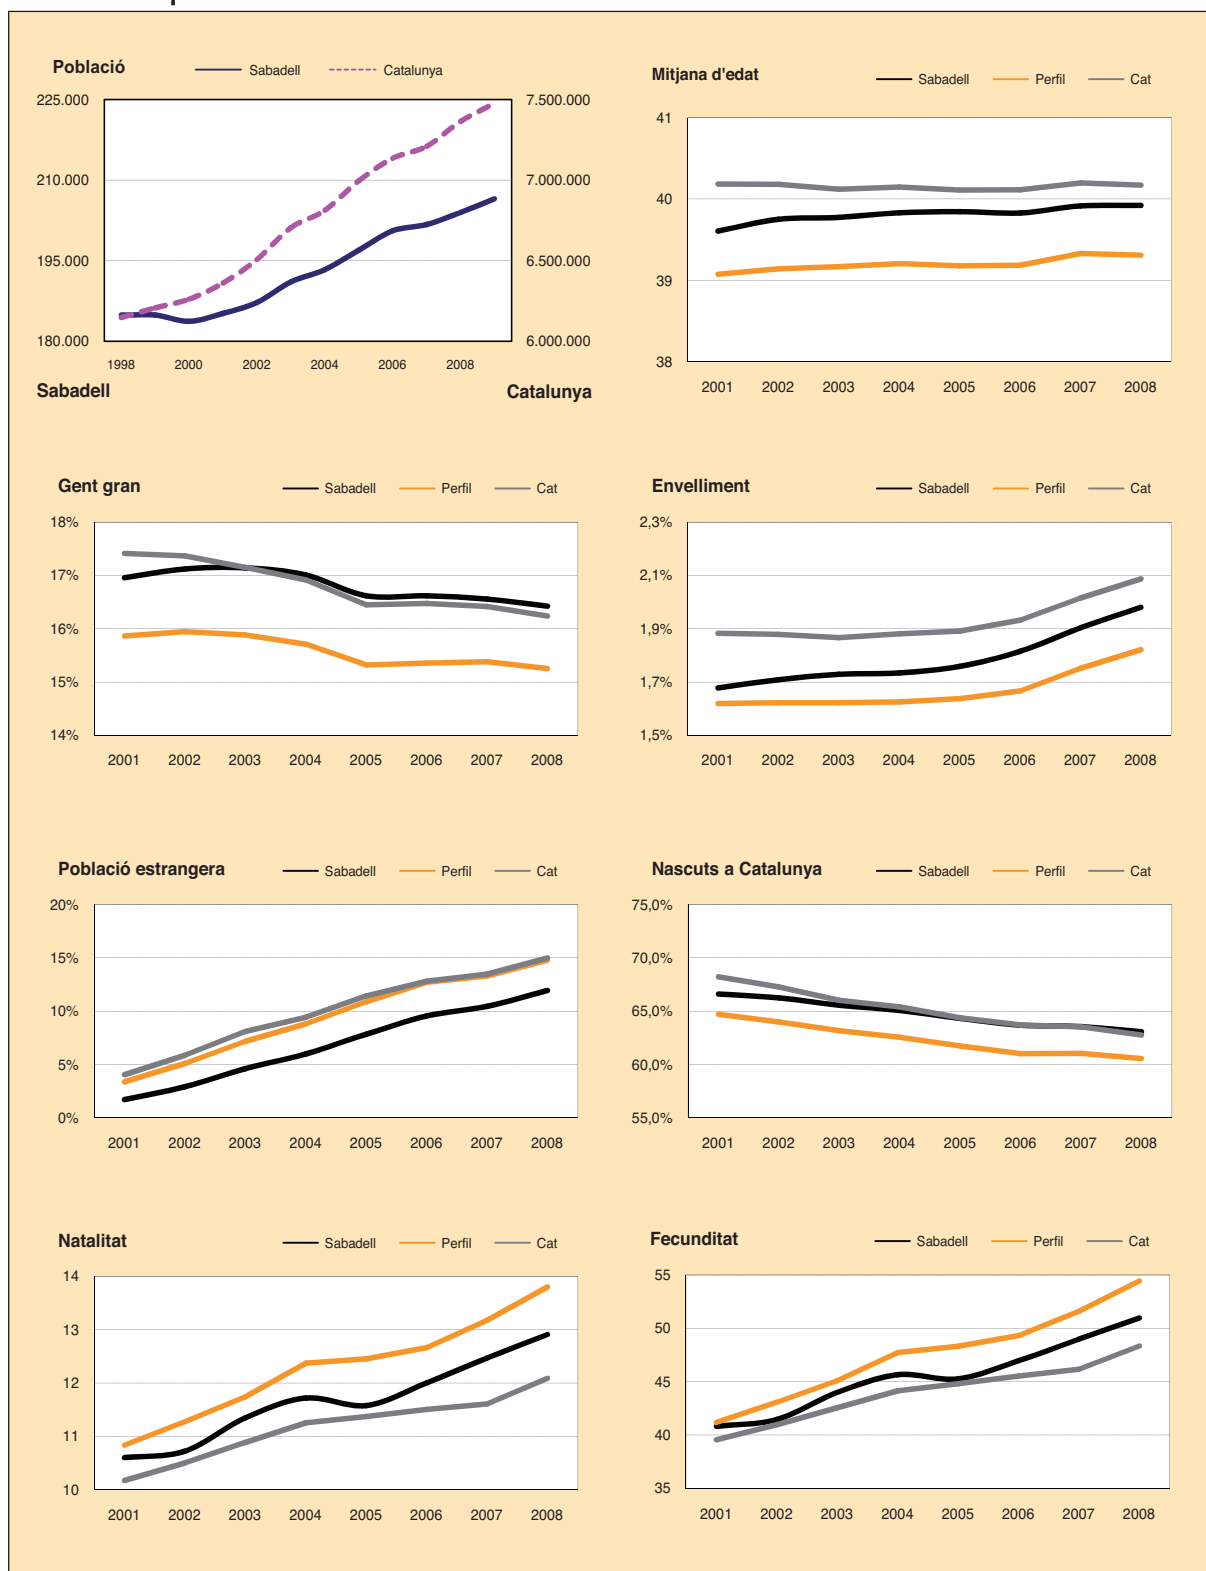 Població
Sabadell Catalunya
225.000 7.500.000
210.000 7.000.000
195.000 6.500.000
180.000 6.000.000
1998 2000 2002 2004 2006 2008
Sabadell Catalunya
Mitjana d'edat
Sabadell Perfil Cat
41
40
39
38
2001 2002 2003 2004 2005 2006 2007 2008
Gent gran
Sabadell Perfil Cat
18%
17%
16%
15%
14%
2001 2002 2003 2004 2005 2006 2007 2008
Envelliment
Sabadell Perfil Cat
2,3%
2,1%
1,9%
1,7%
1,5%
2001 2002 2003 2004 2005 2006 2007 2008
Població estrangera
Sabadell Perfil Cat
20%
15%
10%
5%
0%
2001 2002 2003 2004 2005 2006 2007 2008
Nascuts a Catalunya
Sabadell Perfil Cat
75,0%
70,0%
65,0%
60,0%
55,0%
2001 2002 2003 2004 2005 2006 2007 2008
Natalitat
Sabadell Perfil Cat
14
13
12
11
10
2001 2002 2003 2004 2005 2006 2007 2008
Fecunditat
Sabadell Perfil Cat
55
50
45
40
35
2001 2002 2003 2004 2005 2006 2007 2008